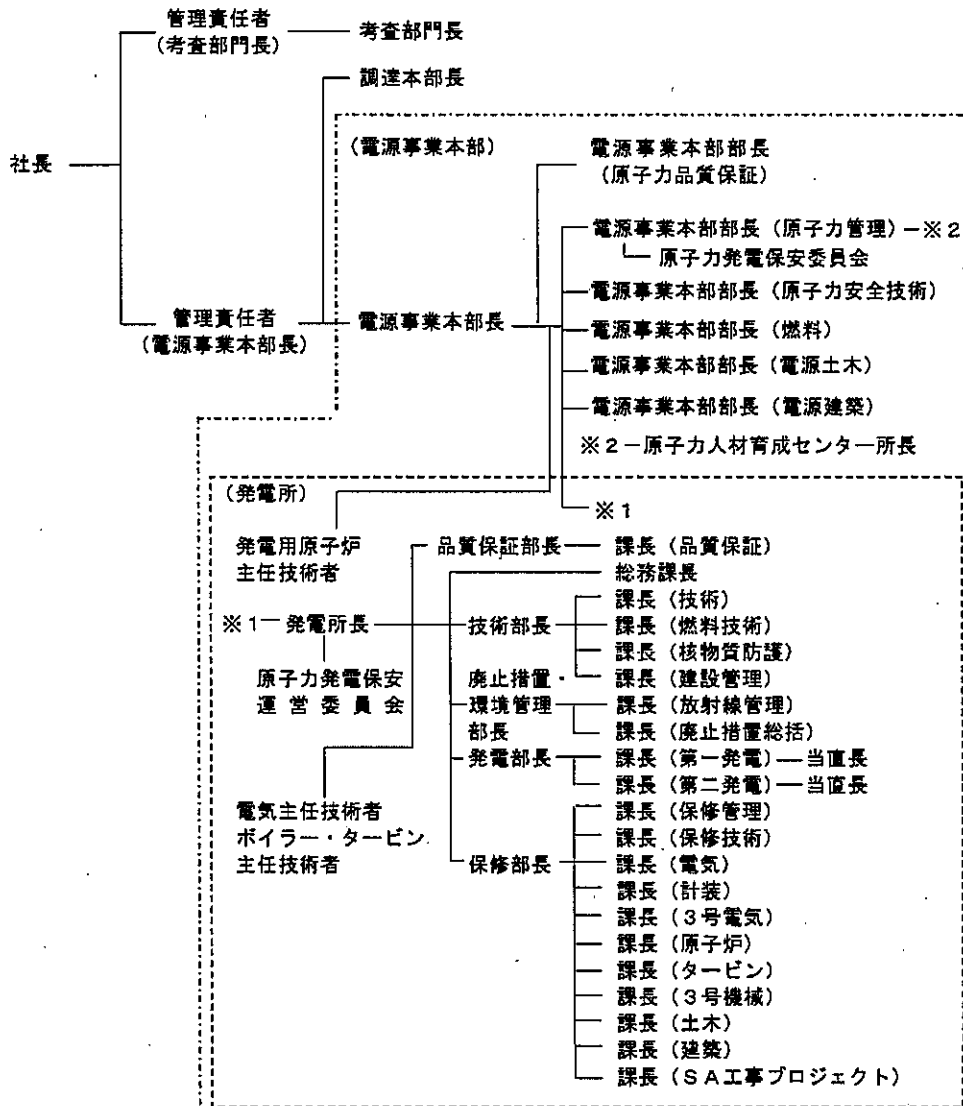 管理責任者
(考査部門長)
考査部門長
調達本部長
社長
(電源事業本部)
電源事業本部部長
(原子力品質保証)
電源事業本部部長(原子力管理)-※2
原子力発電保安委員会
電源事業本部部長(原子力安全技術)
管理責任者
(電源事業本部長)
電源事業本部長
電源事業本部部長(燃料)
電源事業本部部長(電源土木)
電源事業本部部長(電源建築)
※2-原子力人材育成センター所長
(発電所)
※1
発電用原子炉
主任技術者
品質保証部長
課長(品質保証)
総務課長
※1-発電所長
原子力発電保安
運営委員会
技術部長
課長(技術)
課長(燃料技術)
課長(核物質防護)
課長(建設管理)
廃止措置・
環境管理
部長
課長(放射線管理)
課長(廃止措置総括)
発電部長
課長(第一発電)―当直長
課長(第二発電)―当直長
電気主任技術者
ボイラー・タービン
主任技術者
保修部長
課長(保修管理)
課長(保修技術)
課長(電気)
課長(計装)
課長(3号電気)
課長(原子炉)
課長(タービン)
課長(3号機械)
課長(土木)
課長(建築)
課長(SA工事プロジェクト)